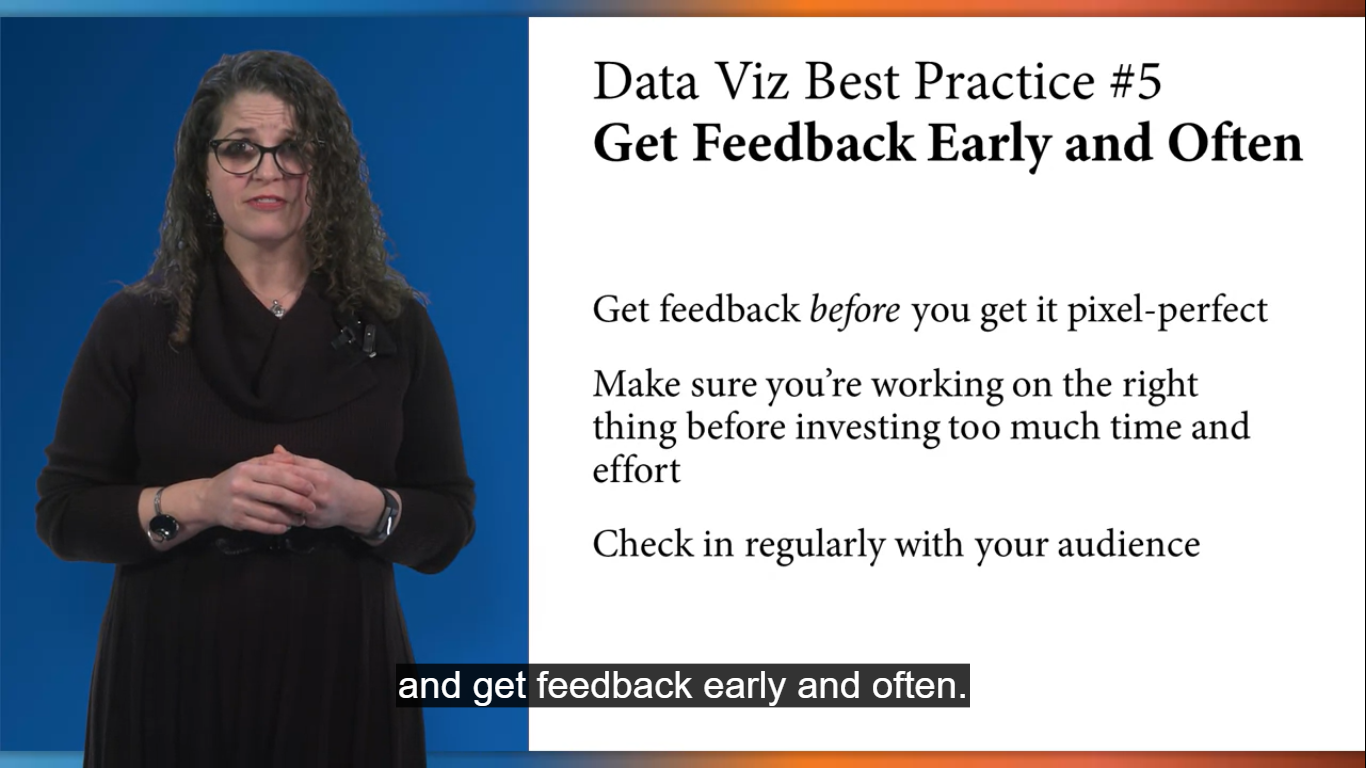 Data Viz Best Practice #5
Get Feedback Early and Often
Get feedback before you get it pixel-perfect
Make sure you’re working on the right
thing before investing too much time and
effort
Check in regularly with your audience
and get feedback early and often.